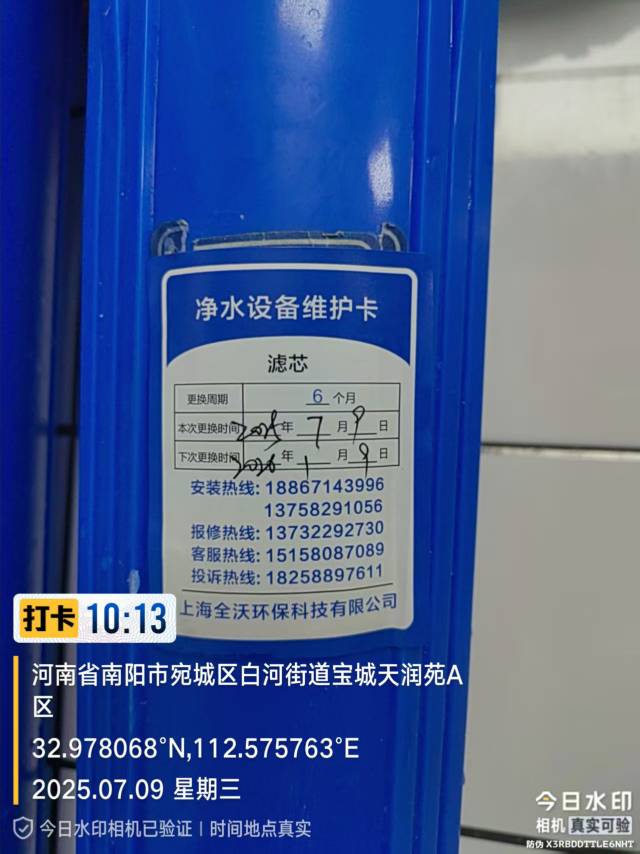 净水设备维护卡
滤芯
更换周期 6 个月
本次更换时间 2025 年 7 月 9 日
下次更换时间 2026 年 1 月 9 日
安装热线: 18867143996
13758291056
报修热线: 13732292730
客服热线: 15158087089
投诉热线: 18258897611
上海全沃环保科技有限公司
打卡 10:13
河南省南阳市宛城区白河街道宝城天润苑A
区
32.978068°N,112.575763°E
2025.07.09 星期三
今日水印相机已验证 | 时间地点真实
今日水印
相机 真实可验
防伪 X3RBDDTTLE6NHT